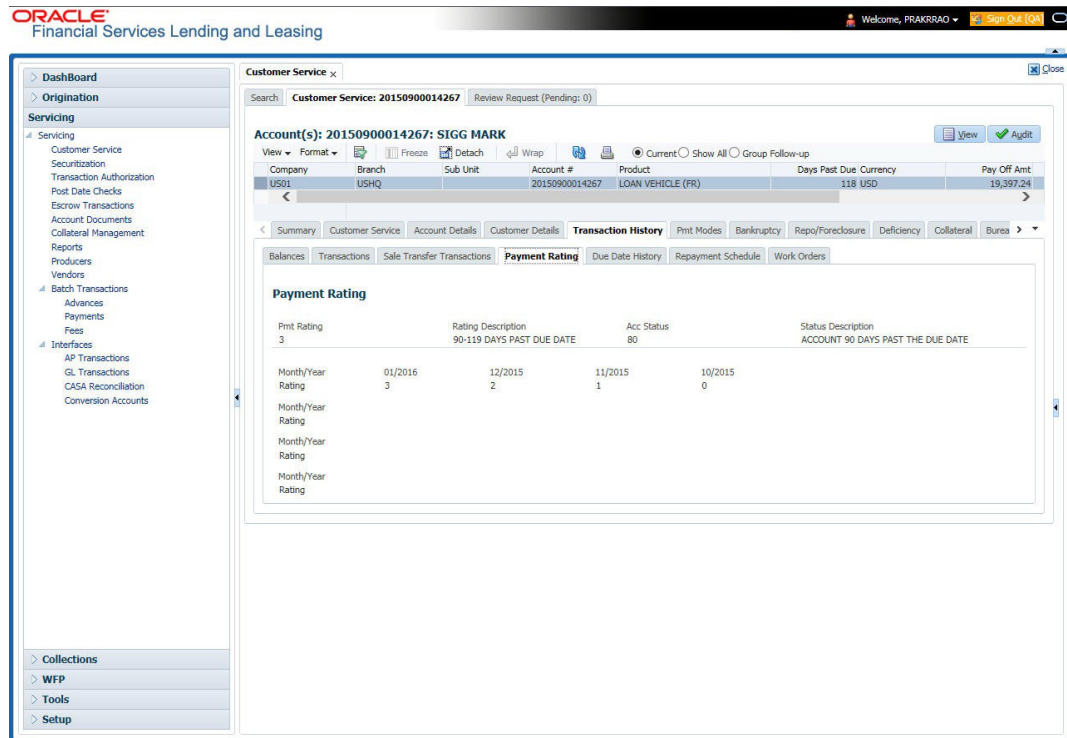 ORACLE
Financial Services Lending and Leasing
Welcome, PRAKRRAO
Sign Out [QA]
Close
DashBoard
Origination
Servicing
Servicing
Customer Service
Securitization
Transaction Authorization
Post Date Checks
Escrow Transactions
Account Documents
Collateral Management
Reports
Producers
Vendors
Batch Transactions
Advances
Payments
Fees
Interfaces
AP Transactions
GL Transactions
CASA Reconciliation
Conversion Accounts
Collections
WFP
Tools
Setup
Customer Service x
Search Customer Service: 20150900014267 Review Request (Pending: 0)
Account(s): 20150900014267: SIGG MARK View Audit
View Format Freeze Detach Wrap Current Show All Group Follow-up
Company Branch Sub Unit Account # Product Days Past Due Currency Pay Off Amt
US01 USHQ 20150900014267 LOAN VEHICLE (FR) 118 USD 19,397.24
Summary Customer Service Account Details Customer Details Transaction History Pmt Modes Bankruptcy Repo/Foreclosure Deficiency Collateral Burea
Balances Transactions Sale Transfer Transactions Payment Rating Due Date History Repayment Schedule Work Orders
Payment Rating
Pmt Rating Rating Description Acc Status Status Description
3 90-119 DAYS PAST DUE DATE 80 ACCOUNT 90 DAYS PAST THE DUE DATE
Month/Year 01/2016 12/2015 11/2015 10/2015
Rating 3 2 1 0
Month/Year
Rating
Month/Year
Rating
Month/Year
Rating